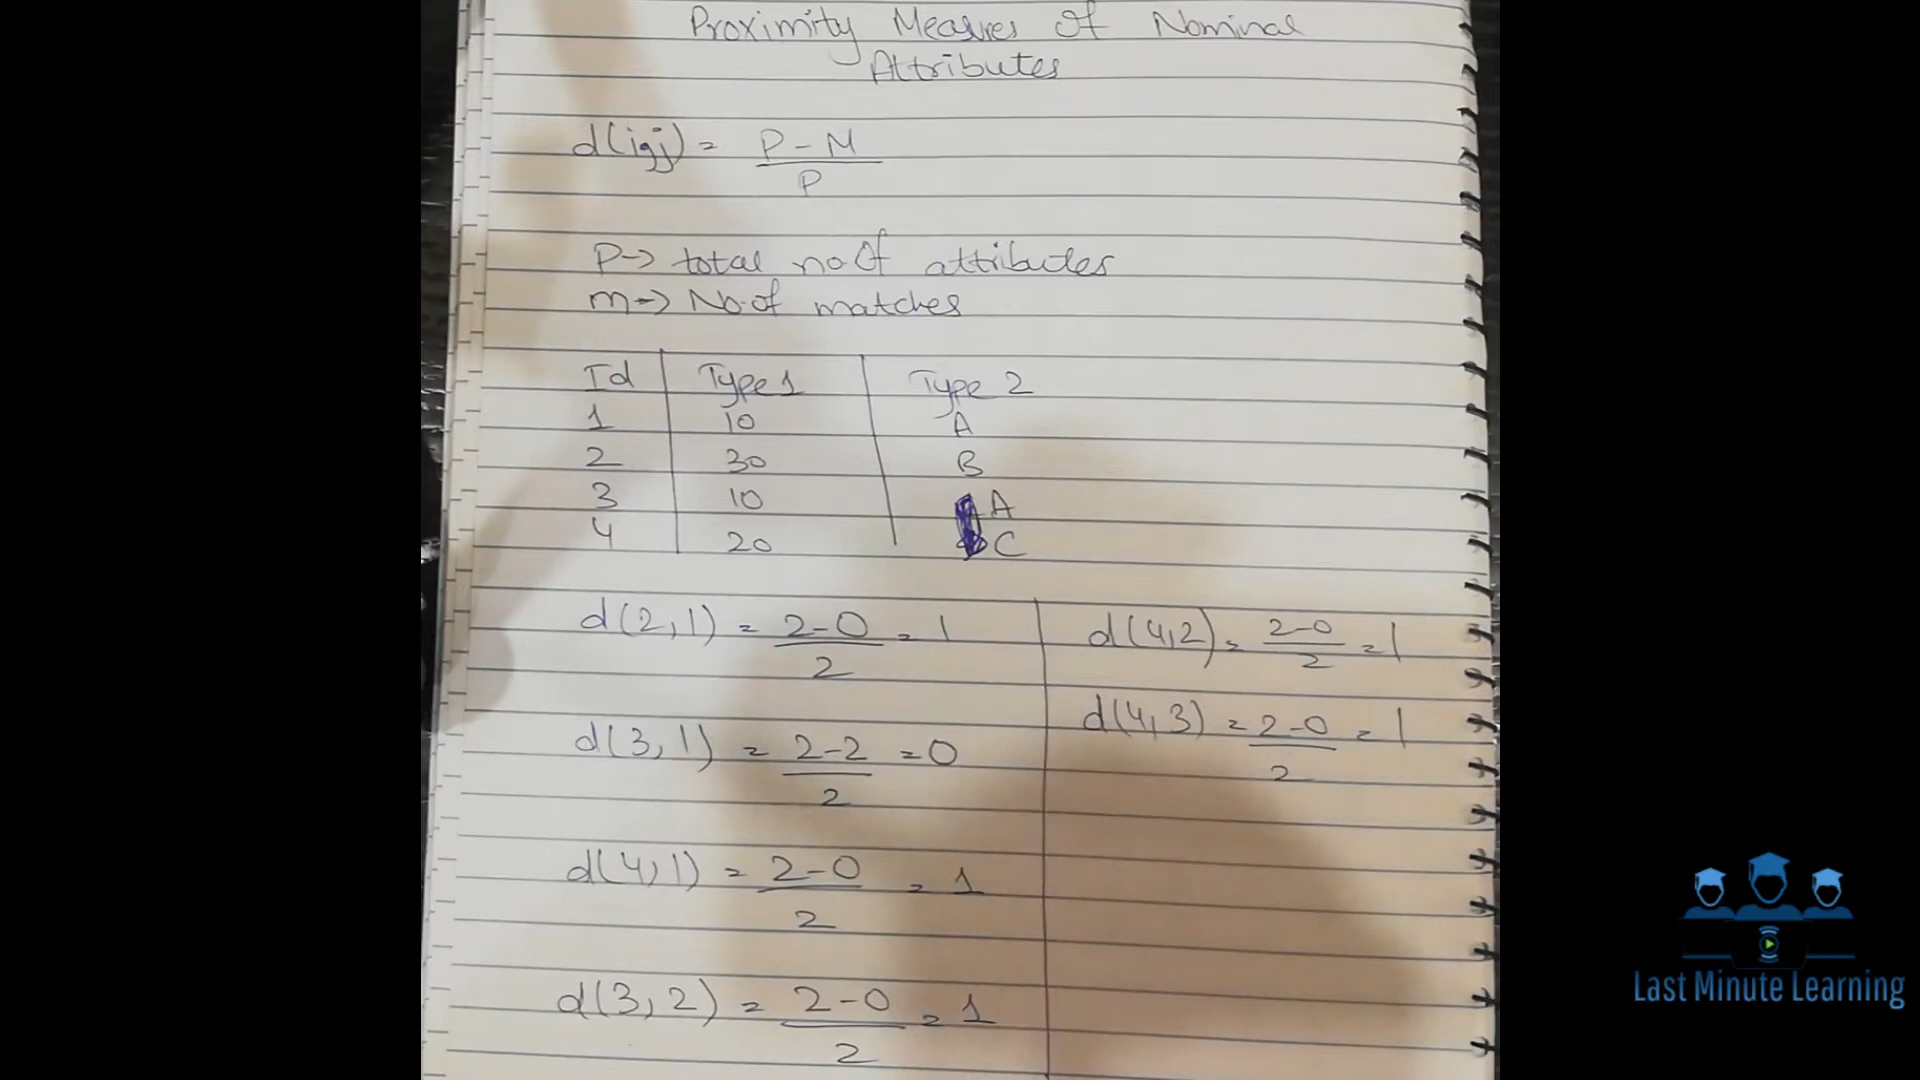 Proximity Measures Of Nominal
Attributes
d(i,j) = P - M
P
P -> total no Of attributes
m -> No. of matches
Id Type 1 Type 2
1 10 A
2 30 B
3 10 A
4 20 C
d(2,1) = 2-0 = 1
2
d(3,1) = 2-2 = 0
2
d(4,1) = 2-0 = 1
2
d(3,2) = 2-0 = 1
2
d(4,2) = 2-0 = 1
2
d(4,3) = 2-0 = 1
2
Last Minute Learning